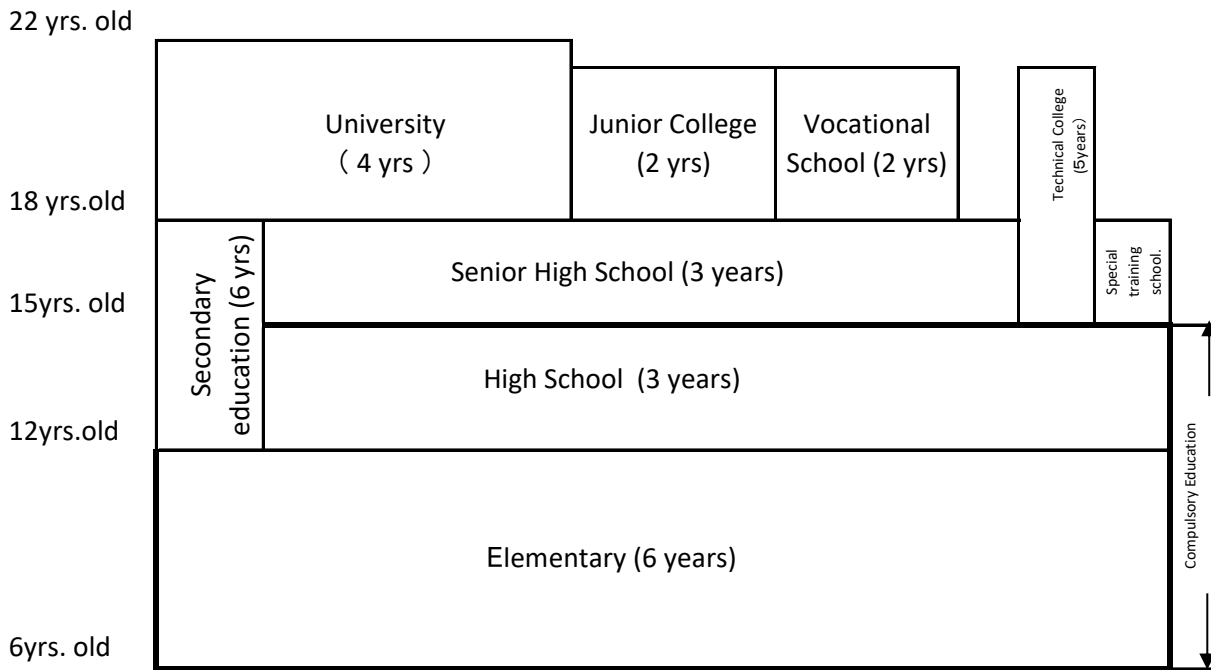 22 yrs. old
University
( 4 yrs )
Junior College
(2 yrs)
Vocational
School (2 yrs)
Technical College
(5years)
18 yrs.old
Secondary
education (6 yrs)
Senior High School (3 years)
Special
training
school.
15yrs. old
High School (3 years)
12yrs.old
Compulsory Education
Elementary (6 years)
6yrs. old